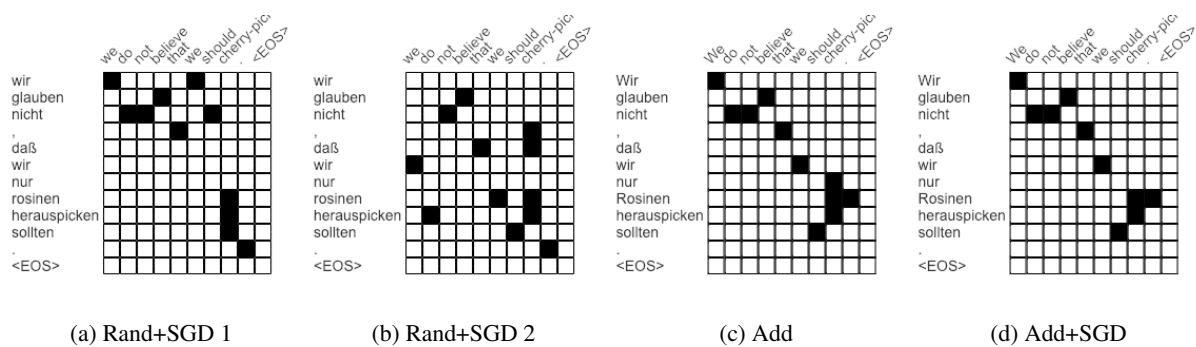 we do not believe that we should cherry-pick . <EOS>
wir
glauben
nicht
,
daß
wir
nur
rosinen
herauspicken
sollten
.
<EOS>
(a) Rand+SGD 1
we do not believe that we should cherry-pick . <EOS>
wir
glauben
nicht
,
daß
wir
nur
rosinen
herauspicken
sollten
.
<EOS>
(b) Rand+SGD 2
We do not believe that we should cherry-pick . <EOS>
Wir
glauben
nicht
,
daß
wir
nur
Rosinen
herauspicken
sollten
.
<EOS>
(c) Add
We do not believe that we should cherry-pick . <EOS>
Wir
glauben
nicht
,
daß
wir
nur
Rosinen
herauspicken
sollten
.
<EOS>
(d) Add+SGD